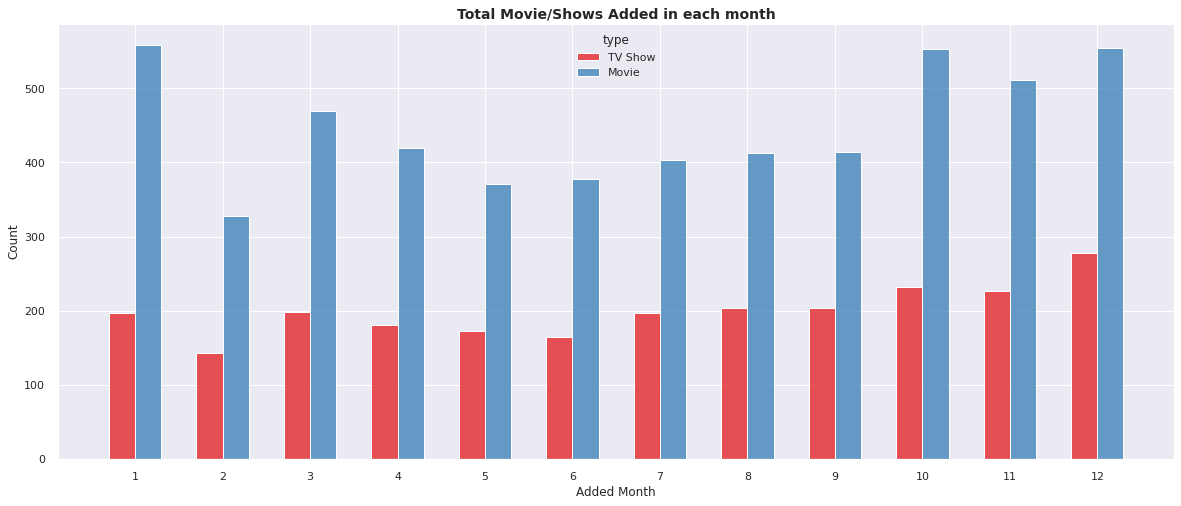 Total Movie/Shows Added in each month
type
TV Show
Movie
500
400
300
200
100
0
Count
1 2 3 4 5 6 7 8 9 10 11 12
Added Month